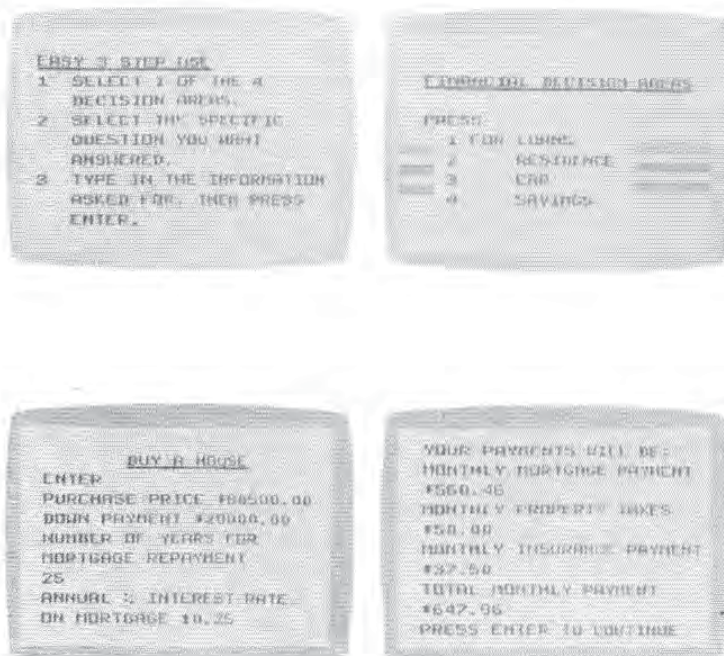 EASY 3 STEP USE
1 SELECT 1 OF THE 4
DECISION AREAS.
2 SELECT THE SPECIFIC
QUESTION YOU WANT
ANSWERED.
3 TYPE IN THE INFORMATION
ASKED FOR. THEN PRESS
ENTER.
FINANCIAL DECISION AREAS
PRESS
1 FOR LOANS
2 RESIDENCE
3 CAR
4 SAVINGS
BUY A HOUSE
ENTER
PURCHASE PRICE $80500.00
DOWN PAYMENT $20000.00
NUMBER OF YEARS FOR
MORTGAGE REPAYMENT
25
ANNUAL % INTEREST RATE
ON MORTGAGE 10.25
YOUR PAYMENTS WILL BE:
MONTHLY MORTGAGE PAYMENT
$560.46
MONTHLY PROPERTY TAXES
$50.00
MONTHLY INSURANCE PAYMENT
$37.50
TOTAL MONTHLY PAYMENT
$647.96
PRESS ENTER TO CONTINUE